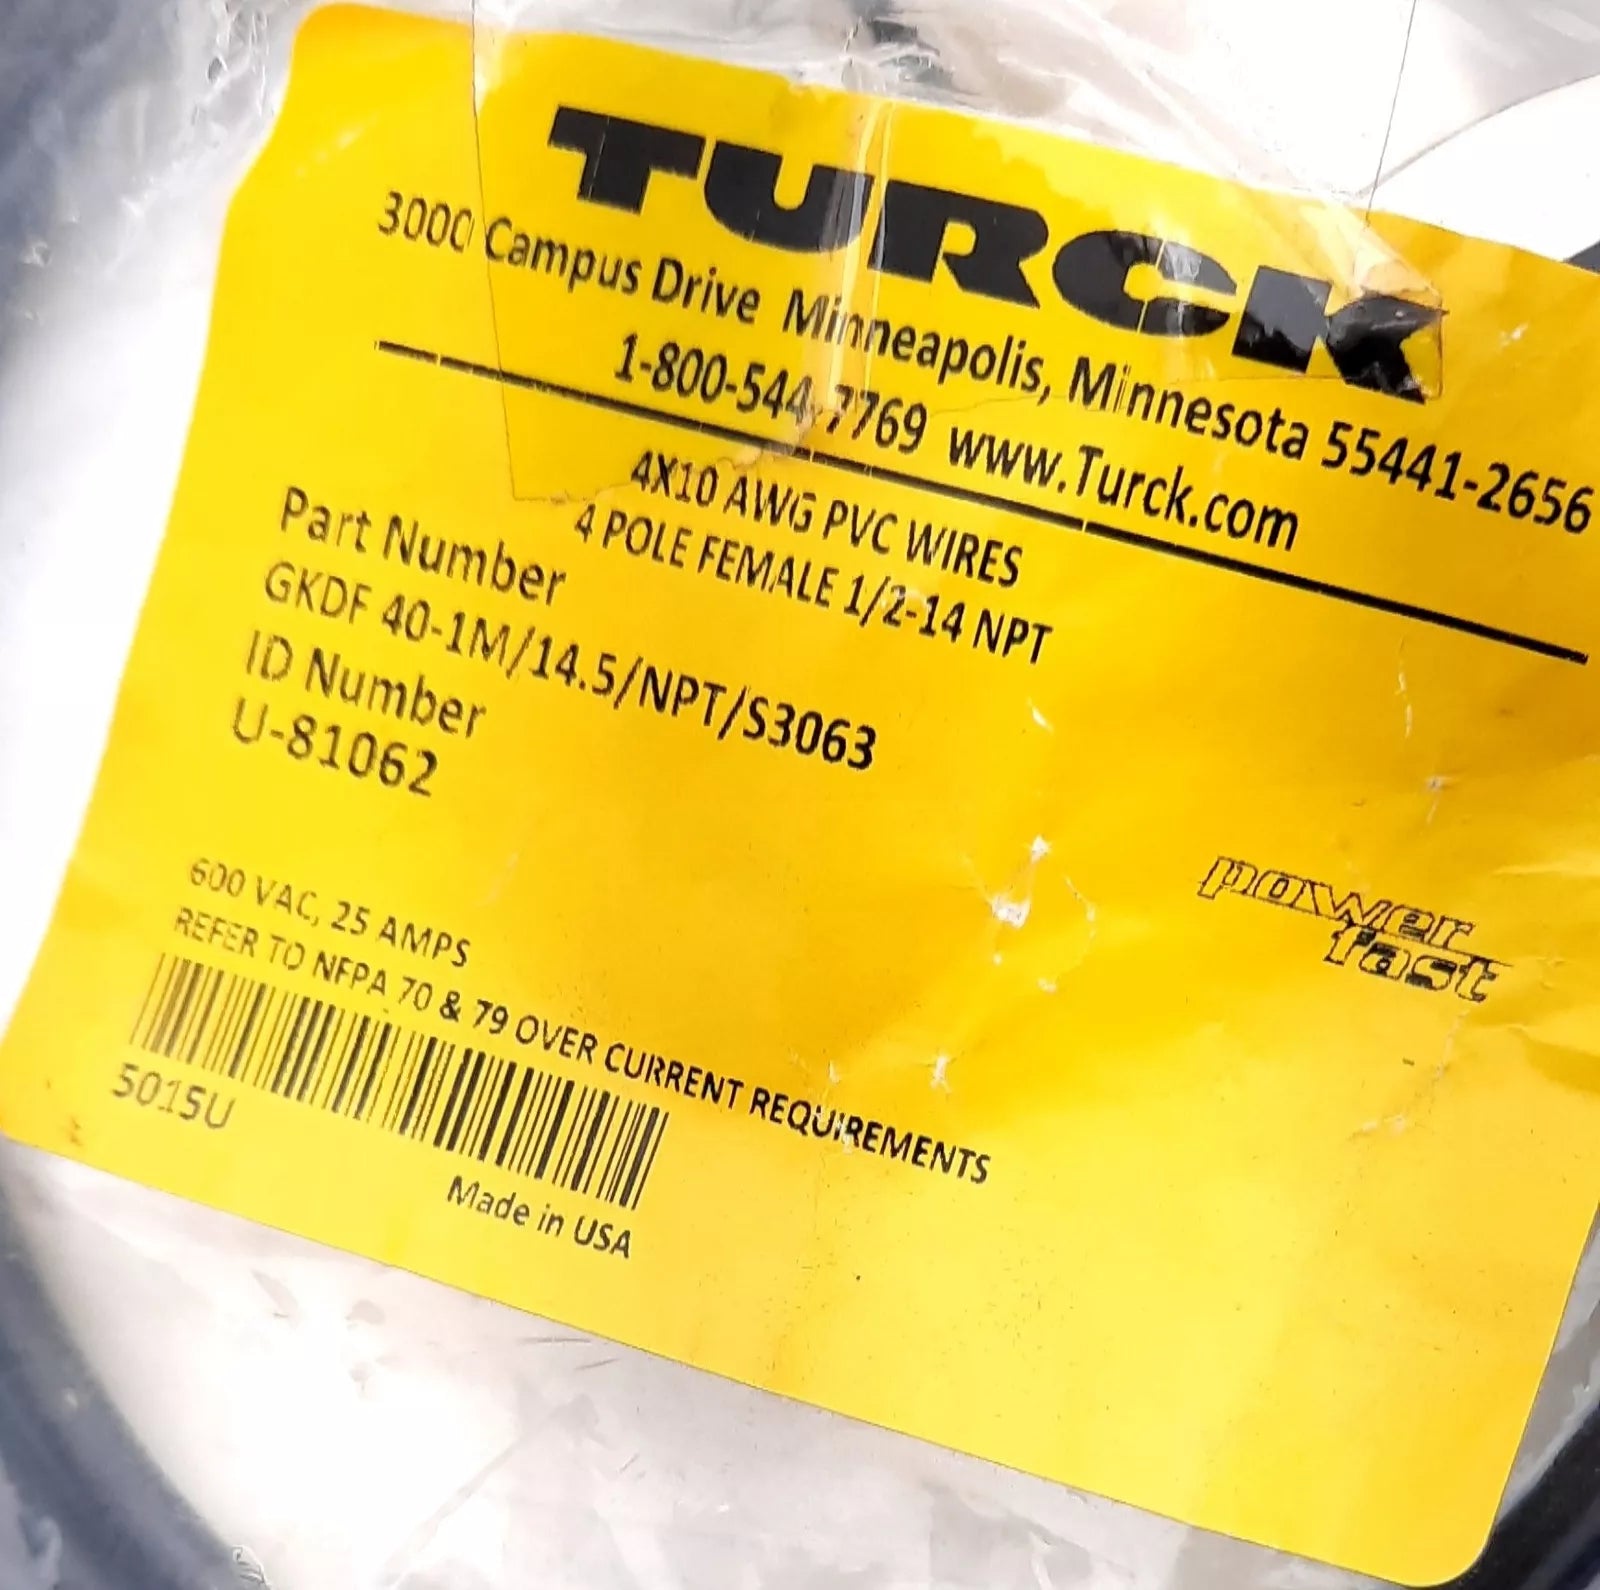 TURCK
3000 Campus Drive Minneapolis, Minnesota 55441-2656
1-800-544-7769 www.Turck.com
4X10 AWG PVC WIRES
4 POLE FEMALE 1/2-14 NPT
Part Number
GKDF 40-1M/14.5/NPT/S3063
ID Number
U-81062
power
fast
600 VAC, 25 AMPS
REFER TO NFPA 70 & 79 OVER CURRENT REQUIREMENTS
5015U
Made in USA